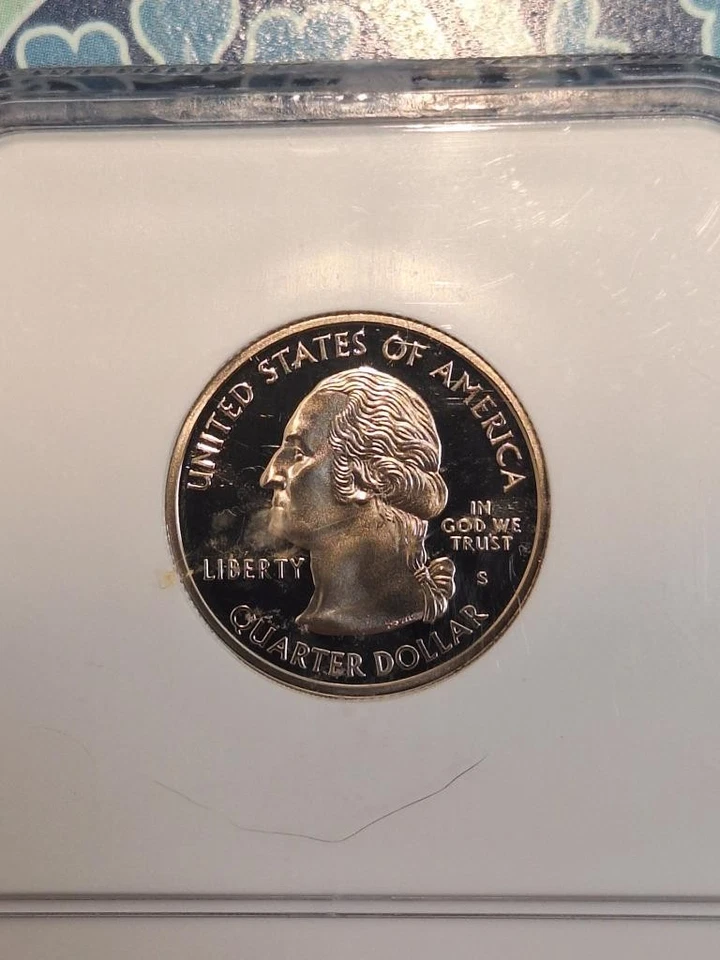 UNITED STATES OF AMERICA
IN
GOD WE
TRUST
LIBERTY
S
QUARTER DOLLAR